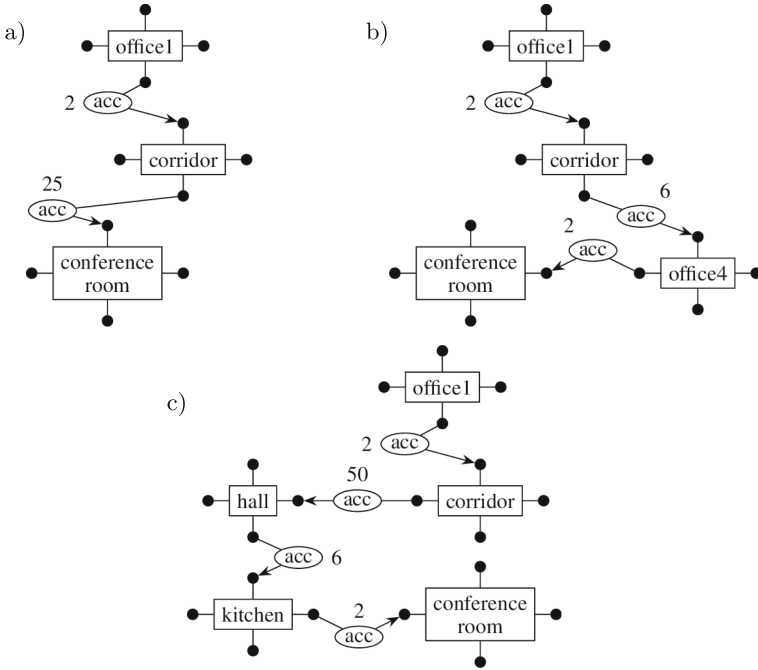 a)
office1
2 acc
corridor
25
acc
conference
room
b)
office1
2 acc
corridor
6
acc
2
acc
conference
room
office4
c)
office1
2 acc
50
hall
acc
corridor
acc 6
kitchen
2
acc
conference
room